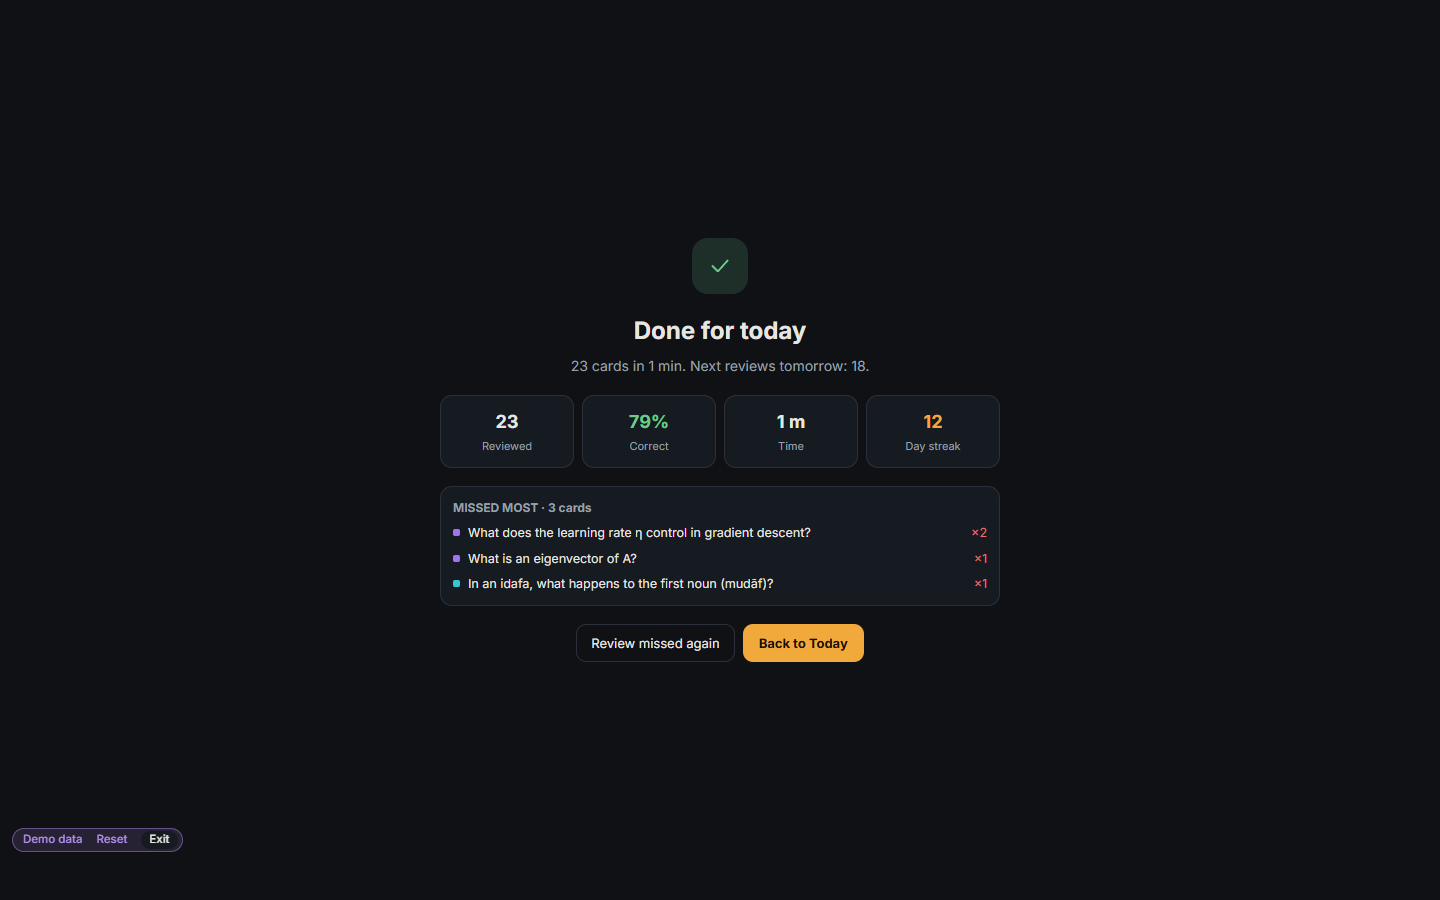 Done for today
23 cards in 1 min. Next reviews tomorrow: 18.
23
Reviewed
79%
Correct
1 m
Time
12
Day streak
MISSED MOST · 3 cards
What does the learning rate η control in gradient descent? ×2
What is an eigenvector of A? ×1
In an idafa, what happens to the first noun (mudāf)? ×1
Review missed again
Back to Today
Demo data Reset Exit